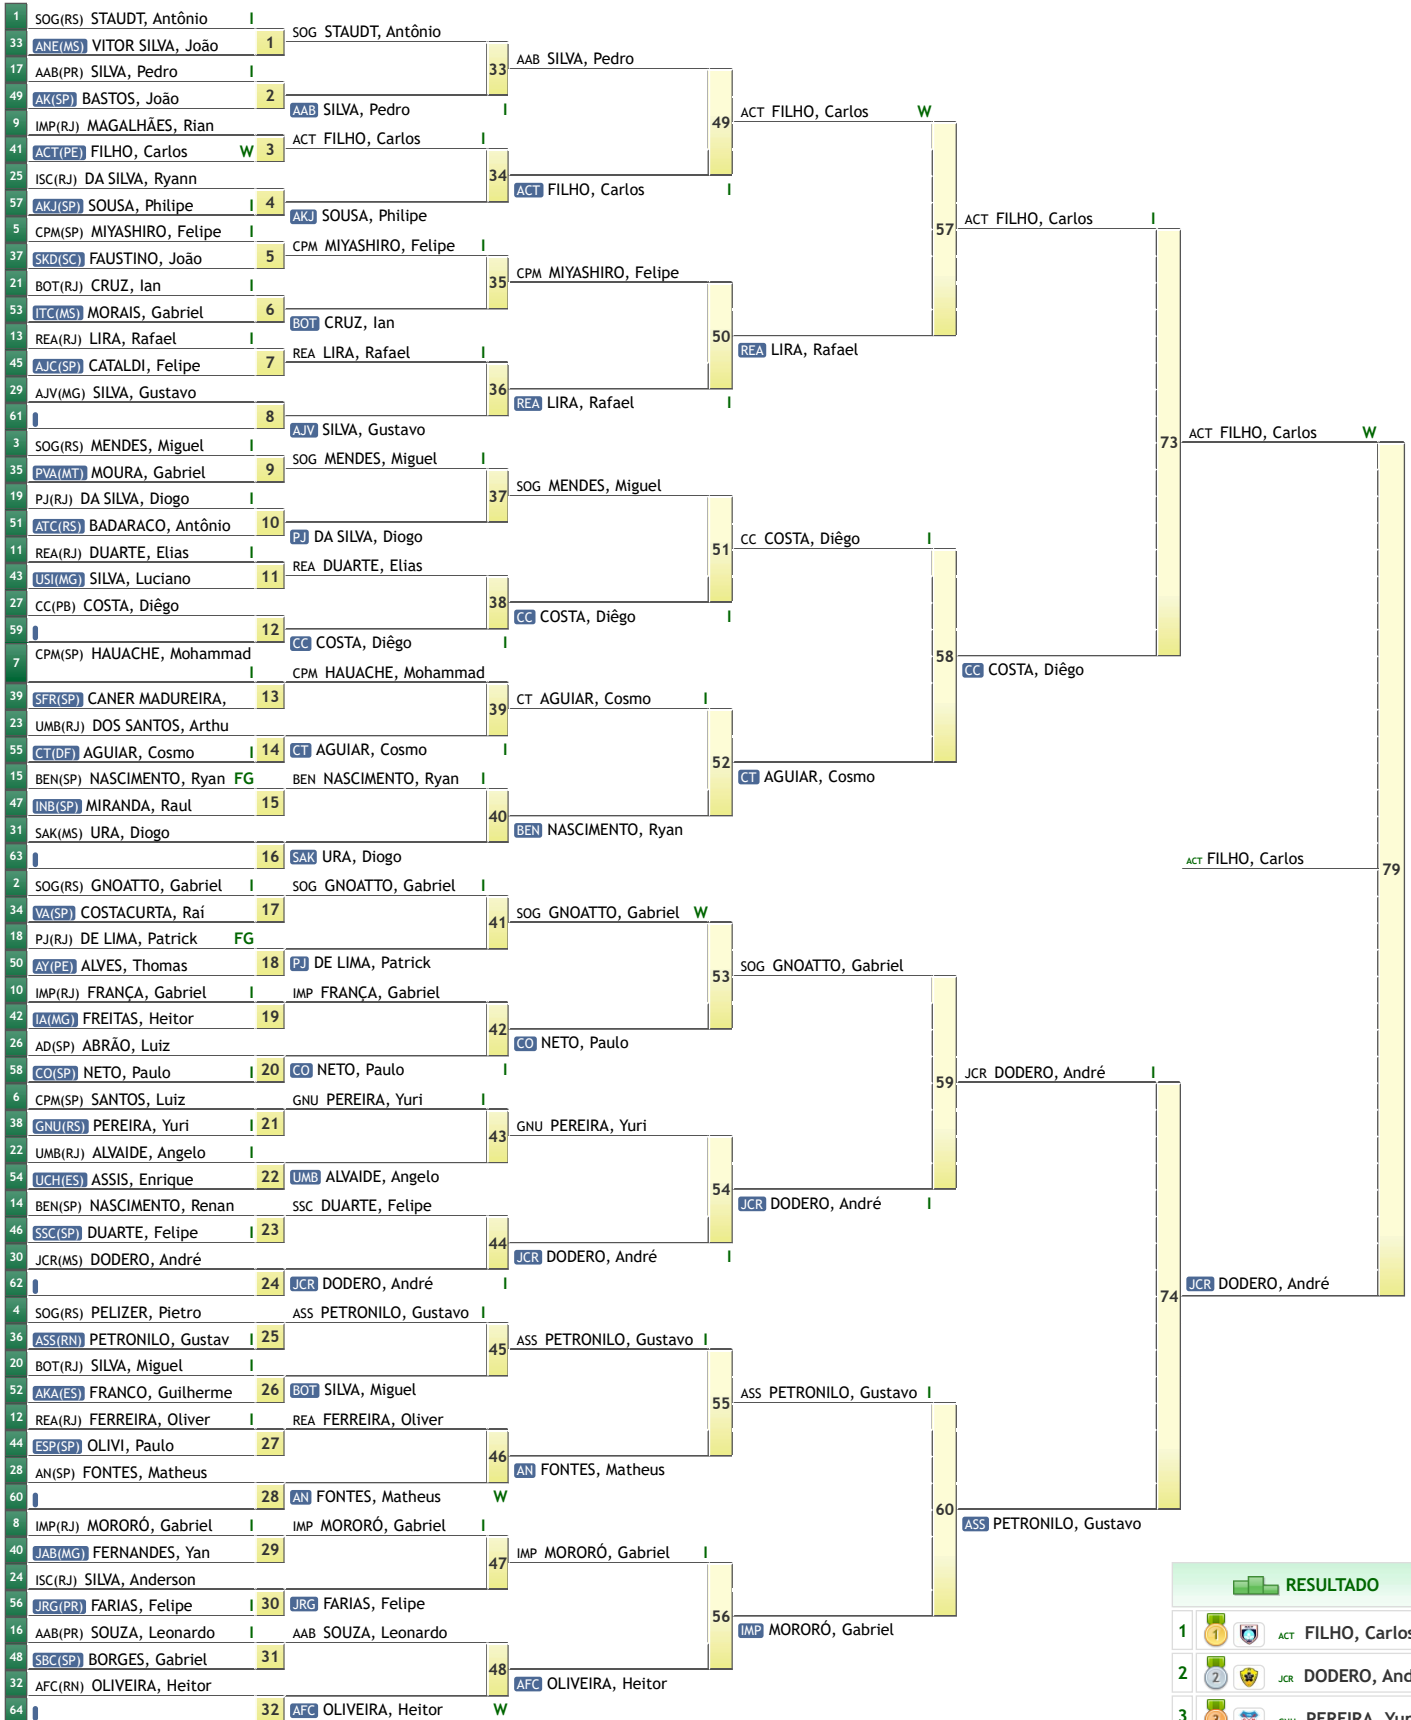 1 SOG(RS) STAUDT, Antônio I
33 ANE(MS) VITOR SILVA, João
1
17 AAB(PR) SILVA, Pedro I
49 AK(SP) BASTOS, João
2
9 IMP(RJ) MAGALHÃES, Rian
41 ACT(PE) FILHO, Carlos W
3
25 ISC(RJ) DA SILVA, Ryann
57 AKJ(SP) SOUSA, Philipe I
4
5 CPM(SP) MIYASHIRO, Felipe I
37 SKD(SC) FAUSTINO, João
5
21 BOT(RJ) CRUZ, Ian I
53 ITC(MS) MORAIS, Gabriel
6
13 REA(RJ) LIRA, Rafael I
45 AJC(SP) CATALDI, Felipe
7
29 AJV(MG) SILVA, Gustavo
61
8
3 SOG(RS) MENDES, Miguel I
35 PVA(MT) MOURA, Gabriel
9
19 PJ(RJ) DA SILVA, Diogo I
51 ATC(RS) BADARACO, Antônio
10
11 REA(RJ) DUARTE, Elias I
43 USI(MG) SILVA, Luciano
11
27 CC(PB) COSTA, Diêgo
59
12
7 CPM(SP) HAUACHE, Mohammad
I
39 SFR(SP) CANER MADUREIRA,
13
23 UMB(RJ) DOS SANTOS, Arthu
55 CT(DF) AGUIAR, Cosmo I
14
15 BEN(SP) NASCIMENTO, Ryan FG
47 INB(SP) MIRANDA, Raul
15
31 SAK(MS) URA, Diogo
63
16
2 SOG(RS) GNOATTO, Gabriel I
34 VA(SP) COSTACURTA, Raí
17
18 PJ(RJ) DE LIMA, Patrick FG
50 AY(PE) ALVES, Thomas
18
10 IMP(RJ) FRANÇA, Gabriel I
42 IA(MG) FREITAS, Heitor
19
26 AD(SP) ABRÃO, Luiz
58 CO(SP) NETO, Paulo I
20
6 CPM(SP) SANTOS, Luiz
38 GNU(RS) PEREIRA, Yuri I
21
22 UMB(RJ) ALVAIDE, Angelo I
54 UCH(ES) ASSIS, Enrique
22
14 BEN(SP) NASCIMENTO, Renan
46 SSC(SP) DUARTE, Felipe I
23
30 JCR(MS) DODERO, André
62
24
4 SOG(RS) PELIZER, Pietro
36 ASS(RN) PETRONILO, Gustav I
25
20 BOT(RJ) SILVA, Miguel I
52 AKA(ES) FRANCO, Guilherme
26
12 REA(RJ) FERREIRA, Oliver I
44 ESP(SP) OLIVI, Paulo
27
28 AN(SP) FONTES, Matheus
60
28
8 IMP(RJ) MORORÓ, Gabriel I
40 JAB(MG) FERNANDES, Yan
29
24 ISC(RJ) SILVA, Anderson
56 JRG(PR) FARIAS, Felipe I
30
16 AAB(PR) SOUZA, Leonardo I
48 SBC(SP) BORGES, Gabriel
31
32 AFC(RN) OLIVEIRA, Heitor
64
32
SOG STAUDT, Antônio
AAB SILVA, Pedro I
33
ACT FILHO, Carlos I
AKJ SOUSA, Philipe
34
CPM MIYASHIRO, Felipe I
BOT CRUZ, Ian
35
REA LIRA, Rafael I
AJV SILVA, Gustavo
36
SOG MENDES, Miguel I
PJ DA SILVA, Diogo
37
REA DUARTE, Elias
CC COSTA, Diêgo I
38
CPM HAUACHE, Mohammad
CT AGUIAR, Cosmo I
39
BEN NASCIMENTO, Ryan I
SAK URA, Diogo
40
SOG GNOATTO, Gabriel I
PJ DE LIMA, Patrick
41
IMP FRANÇA, Gabriel
CO NETO, Paulo I
42
GNU PEREIRA, Yuri I
UMB ALVAIDE, Angelo
43
SSC DUARTE, Felipe
JCR DODERO, André I
44
ASS PETRONILO, Gustavo I
BOT SILVA, Miguel
45
REA FERREIRA, Oliver
AN FONTES, Matheus W
46
IMP MORORÓ, Gabriel I
JRG FARIAS, Felipe
47
AAB SOUZA, Leonardo
AFC OLIVEIRA, Heitor W
48
AAB SILVA, Pedro
ACT FILHO, Carlos I
49
CPM MIYASHIRO, Felipe
REA LIRA, Rafael I
50
SOG MENDES, Miguel
CC COSTA, Diêgo I
51
CT AGUIAR, Cosmo I
BEN NASCIMENTO, Ryan
52
SOG GNOATTO, Gabriel W
CO NETO, Paulo
53
GNU PEREIRA, Yuri
JCR DODERO, André I
54
ASS PETRONILO, Gustavo I
AN FONTES, Matheus
55
IMP MORORÓ, Gabriel I
AFC OLIVEIRA, Heitor
56
ACT FILHO, Carlos W
REA LIRA, Rafael
57
CC COSTA, Diêgo I
CT AGUIAR, Cosmo
58
SOG GNOATTO, Gabriel
JCR DODERO, André I
59
ASS PETRONILO, Gustavo I
IMP MORORÓ, Gabriel
60
ACT FILHO, Carlos I
CC COSTA, Diêgo
73
JCR DODERO, André I
ASS PETRONILO, Gustavo
74
ACT FILHO, Carlos W
JCR DODERO, André
79
ACT FILHO, Carlos
RESULTADO
1 1 ACT FILHO, Carlos
2 2 JCR DODERO, And
3 PEREIRA, Yur